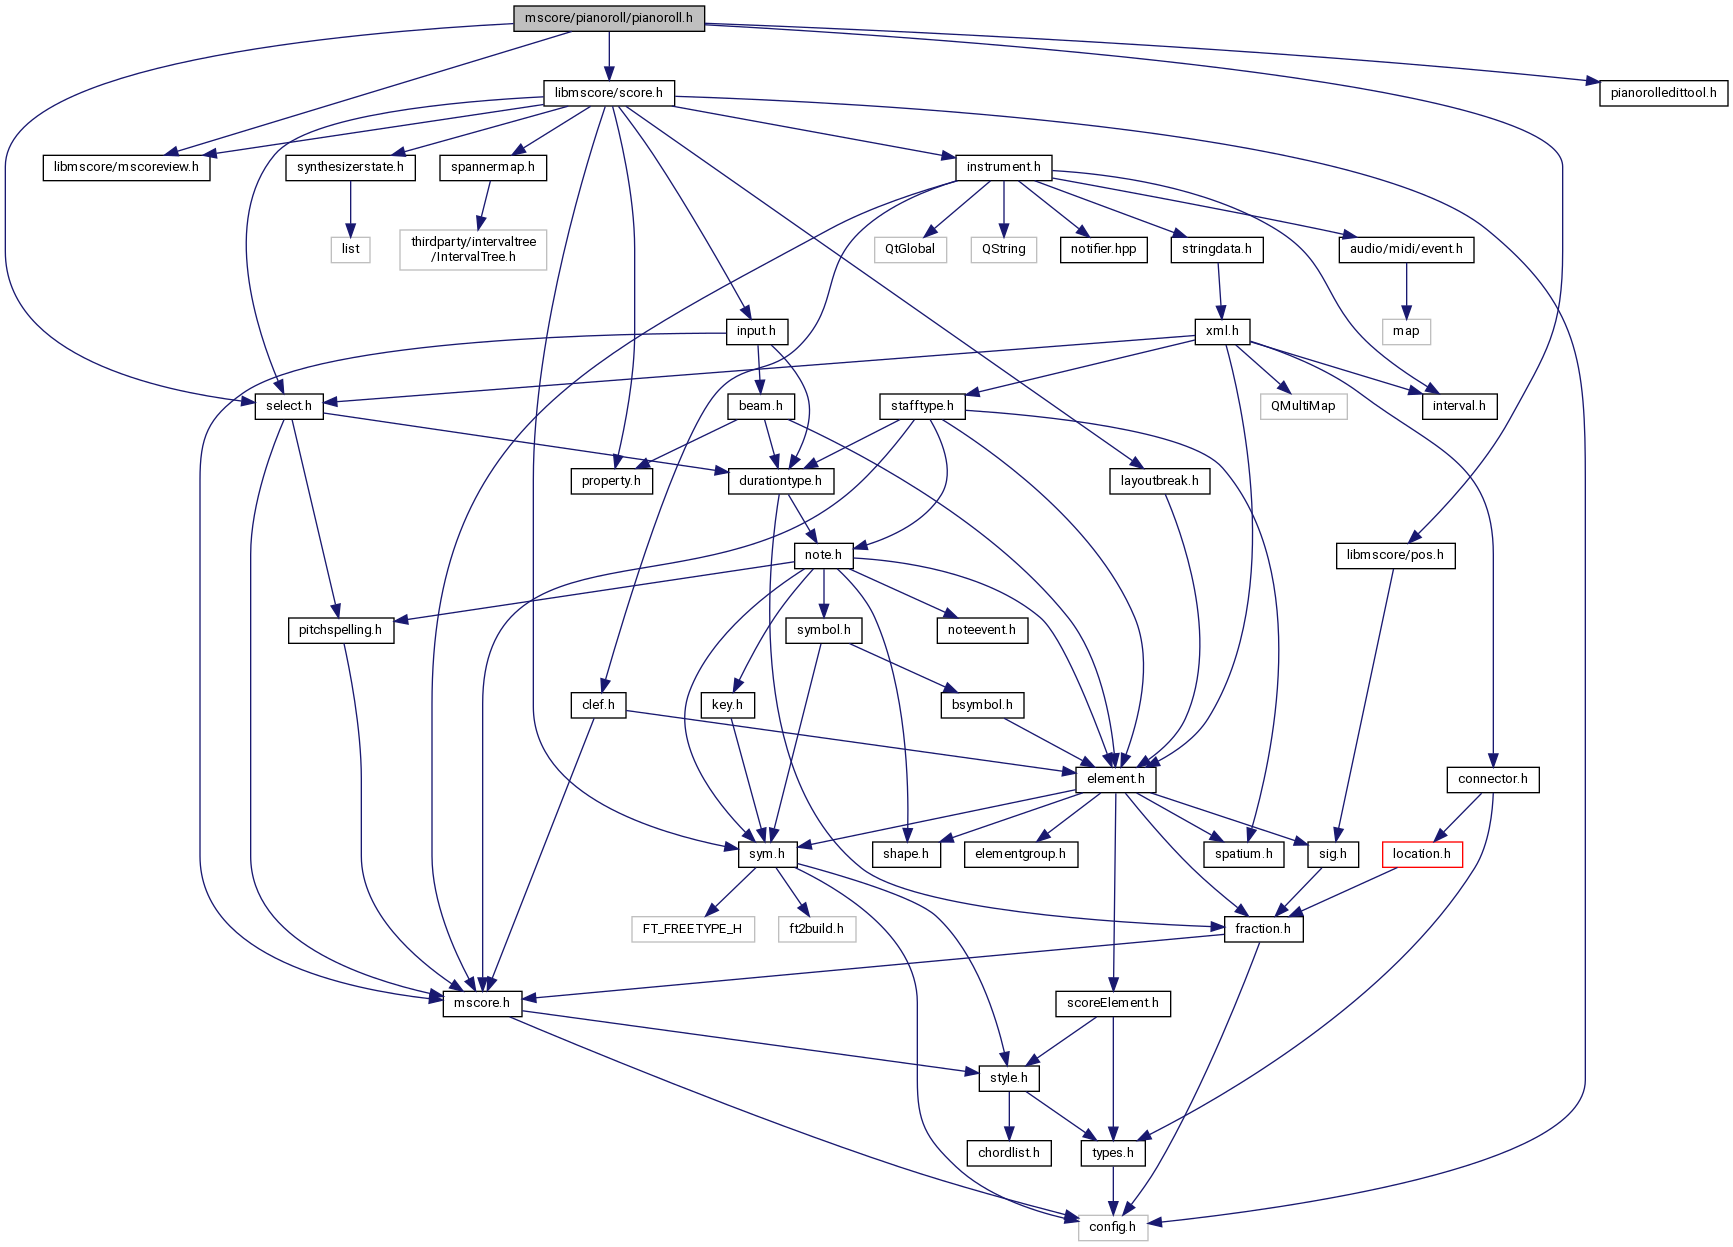 mscore/pianoroll/pianoroll.h
libmscore/score.h
pianorolledittool.h
libmscore/mscoreview.h
synthesizerstate.h
spannermap.h
instrument.h
list
thirdparty/intervaltree
/IntervalTree.h
QtGlobal
QString
notifier.hpp
stringdata.h
audio/midi/event.h
input.h
xml.h
map
select.h
beam.h
stafftype.h
QMultiMap
interval.h
property.h
durationtype.h
layoutbreak.h
note.h
libmscore/pos.h
pitchspelling.h
symbol.h
noteevent.h
clef.h
key.h
bsymbol.h
element.h
connector.h
sym.h
shape.h
elementgroup.h
spatium.h
sig.h
location.h
FT_FREETYPE_H
ft2build.h
fraction.h
mscore.h
scoreElement.h
style.h
chordlist.h
types.h
config.h